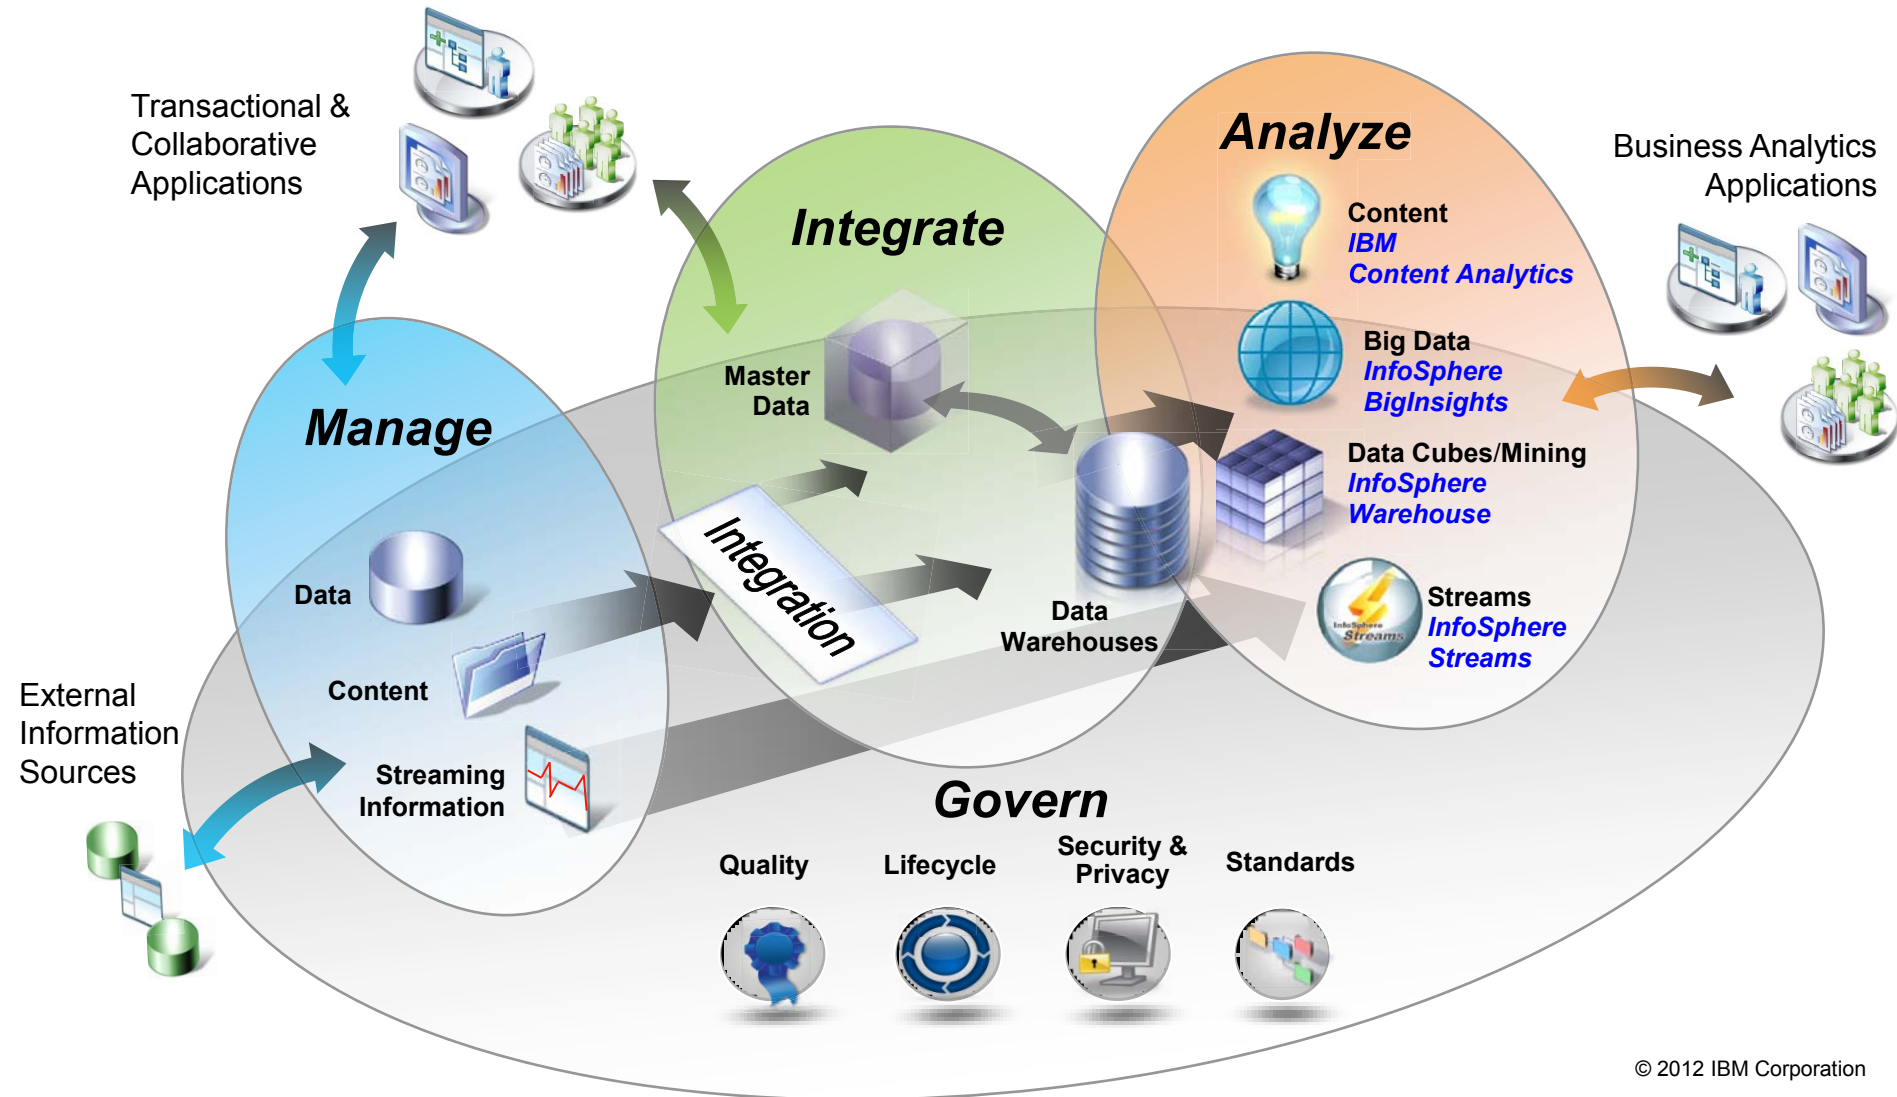 Transactional &
Collaborative
Applications
Analyze
Business Analytics
Applications
Integrate
Content
IBM
Content Analytics
Big Data
InfoSphere
BigInsights
Master
Data
Manage
Data Cubes/Mining
InfoSphere
Warehouse
Integration
Data
Content
Streaming
Information
Data
Warehouses
InfoSphere
Streams
Streams
InfoSphere
Streams
External
Information
Sources
Govern
Quality
Lifecycle
Security &
Privacy
Standards
© 2012 IBM Corporation